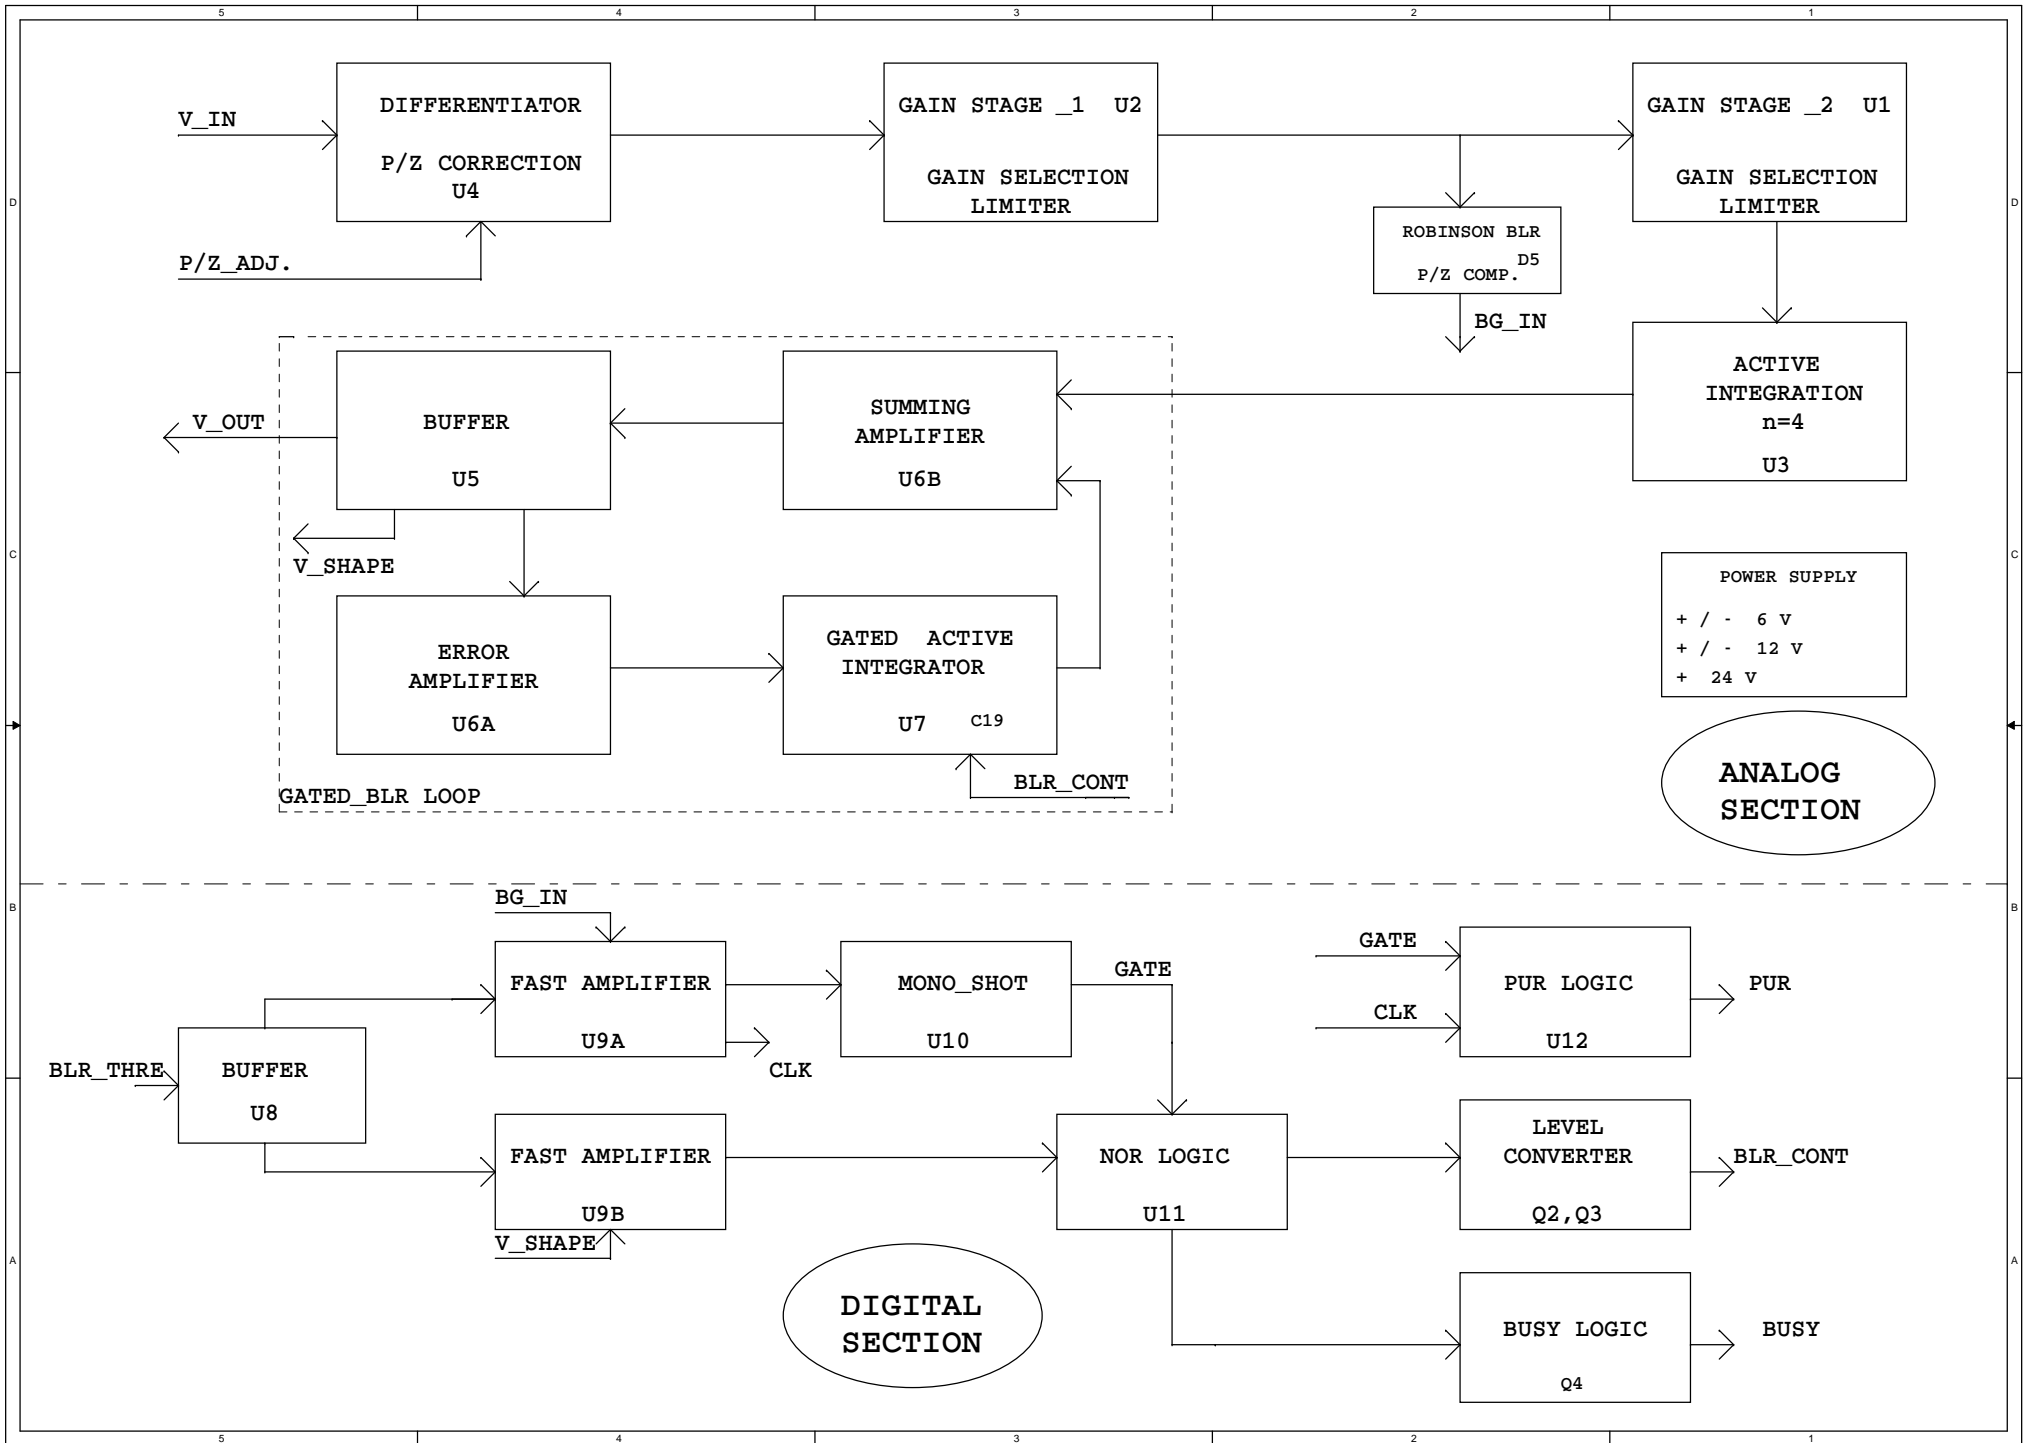 5 4 3 2 1
V_IN
DIFFERENTIATOR
P/Z CORRECTION
U4
P/Z_ADJ.
GAIN STAGE _1 U2
GAIN SELECTION
LIMITER
GAIN STAGE _2 U1
GAIN SELECTION
LIMITER
D
D
ROBINSON BLR
D5
P/Z COMP.
BG_IN
ACTIVE
INTEGRATION
n=4
U3
V_OUT
BUFFER
U5
SUMMING
AMPLIFIER
U6B
V_SHAPE
C
C
ERROR
AMPLIFIER
U6A
GATED ACTIVE
INTEGRATOR
U7 C19
BLR_CONT
GATED_BLR LOOP
POWER SUPPLY
+ / - 6 V
+ / - 12 V
+ 24 V
ANALOG
SECTION
B
B
BG_IN
FAST AMPLIFIER
U9A
CLK
MONO_SHOT
U10
GATE
GATE
CLK
PUR LOGIC
U12
PUR
BLR_THRE
BUFFER
U8
FAST AMPLIFIER
U9B
V_SHAPE
NOR LOGIC
U11
LEVEL
CONVERTER
Q2,Q3
BLR_CONT
A
A
DIGITAL
SECTION
BUSY LOGIC
Q4
BUSY
5 4 3 2 1